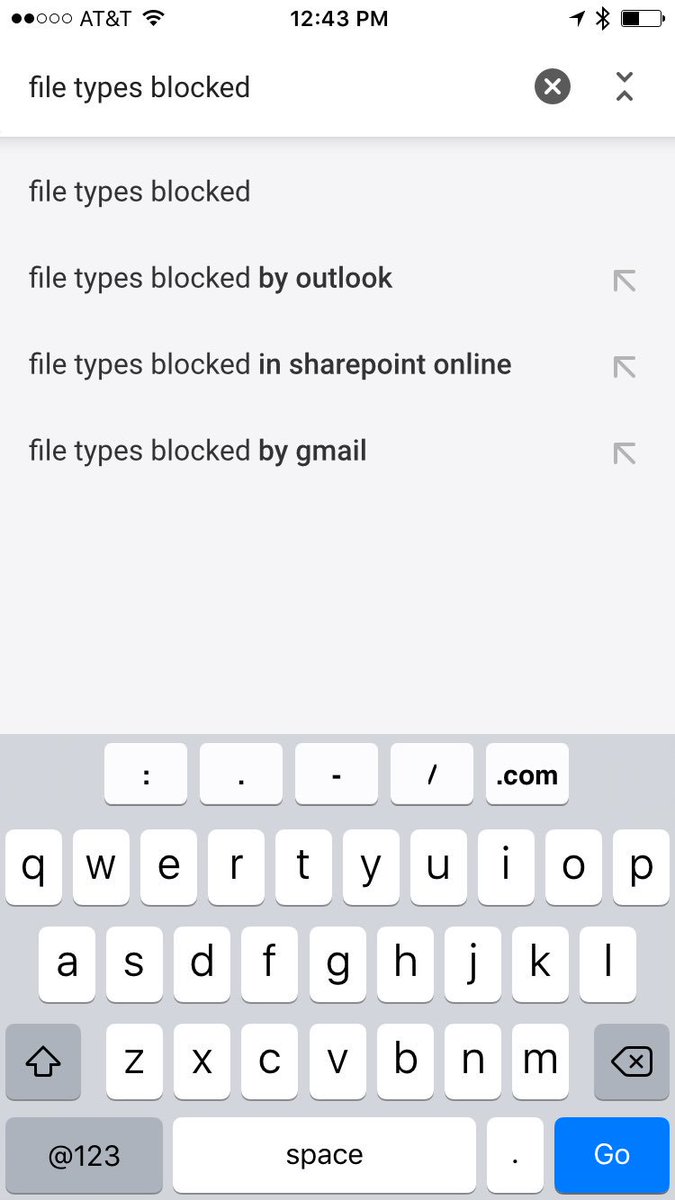 AT&T 12:43 PM
file types blocked
file types blocked
file types blocked by outlook
file types blocked in sharepoint online
file types blocked by gmail
: . - / .com
q w e r t y u i o p
a s d f g h j k l
z x c v b n m
@123 space . Go